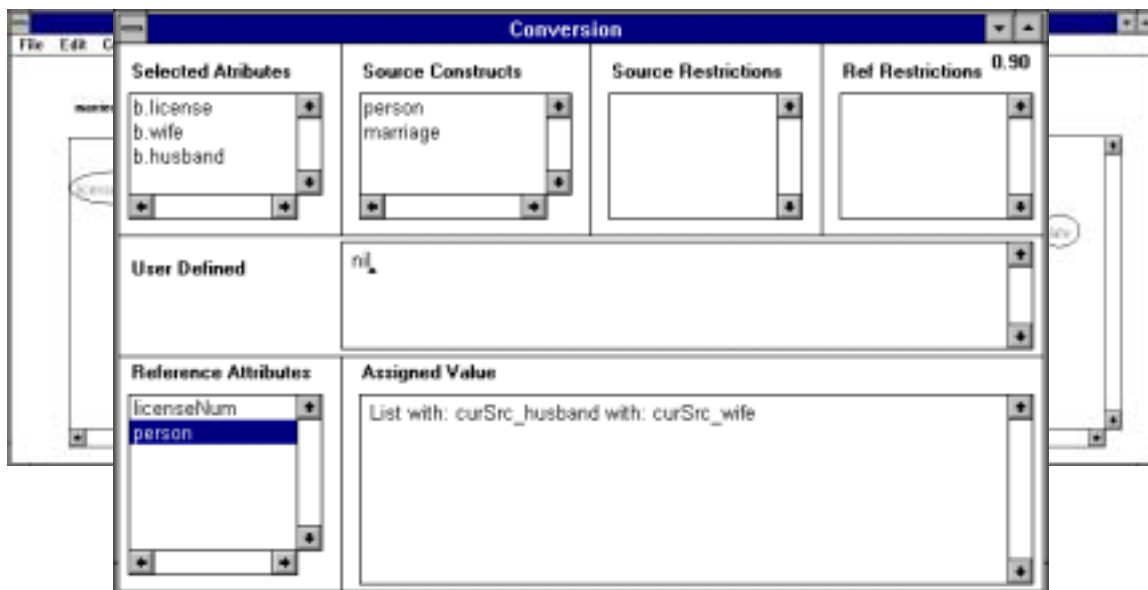 Conversion
File Edit
Selected Atributes
Source Constructs
Source Restrictions
Ref Restrictions
0.90
b.license
b.wife
b.husband
person
marriage
User Defined
nil
Reference Attributes
Assigned Value
licenseNum
person
List with: curSrc_husband with: curSrc_wife